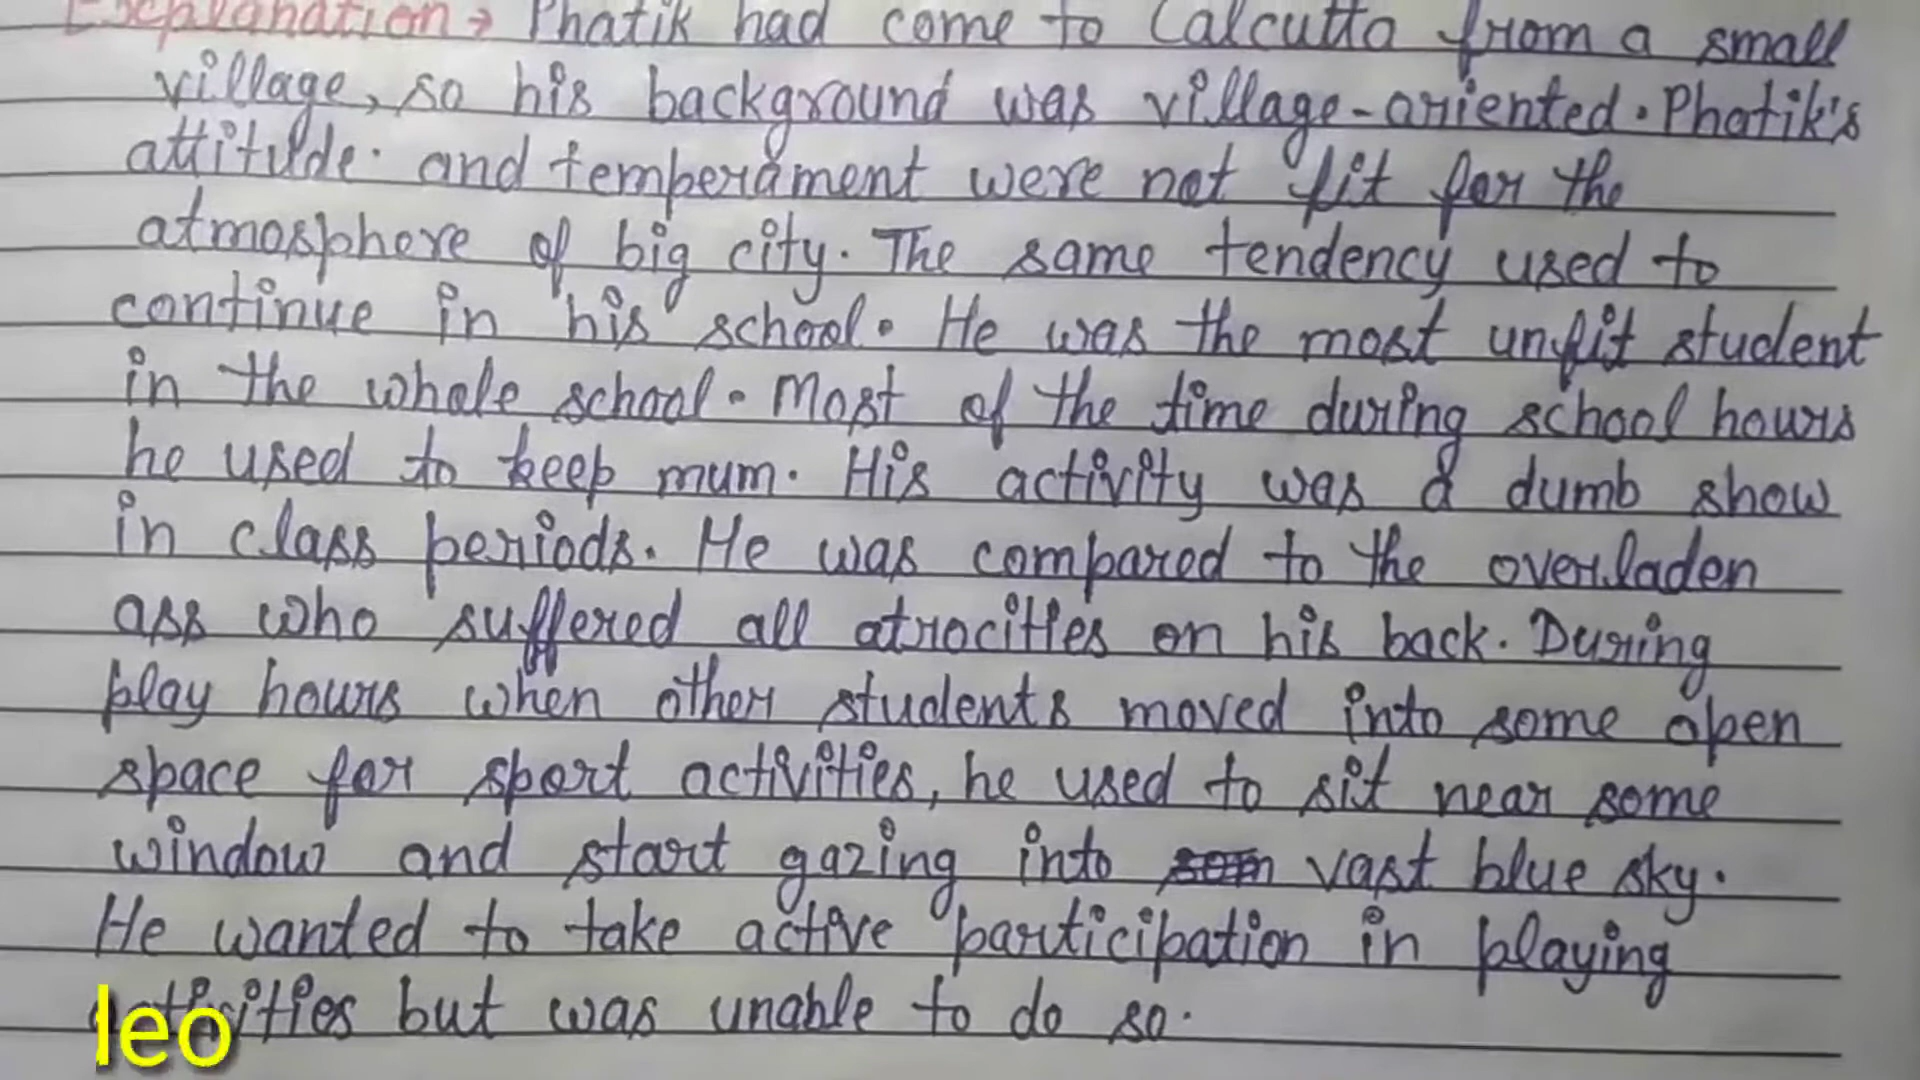 Explanation → Phatik had come to Calcutta from a small
village, so his background was village-oriented. Phatik's
attitude and temperament were not fit for the
atmosphere of big city. The same tendency used to
continue in his school. He was the most unfit student
in the whole school. Most of the time during school hours
he used to keep mum. His activity was a dumb show
in class periods. He was compared to the overladen
ass who suffered all atrocities on his back. During
play hours when other students moved into some open
space for sport activities, he used to sit near some
window and start gazing into vast blue sky.
He wanted to take active participation in playing
activities but was unable to do so.
leo